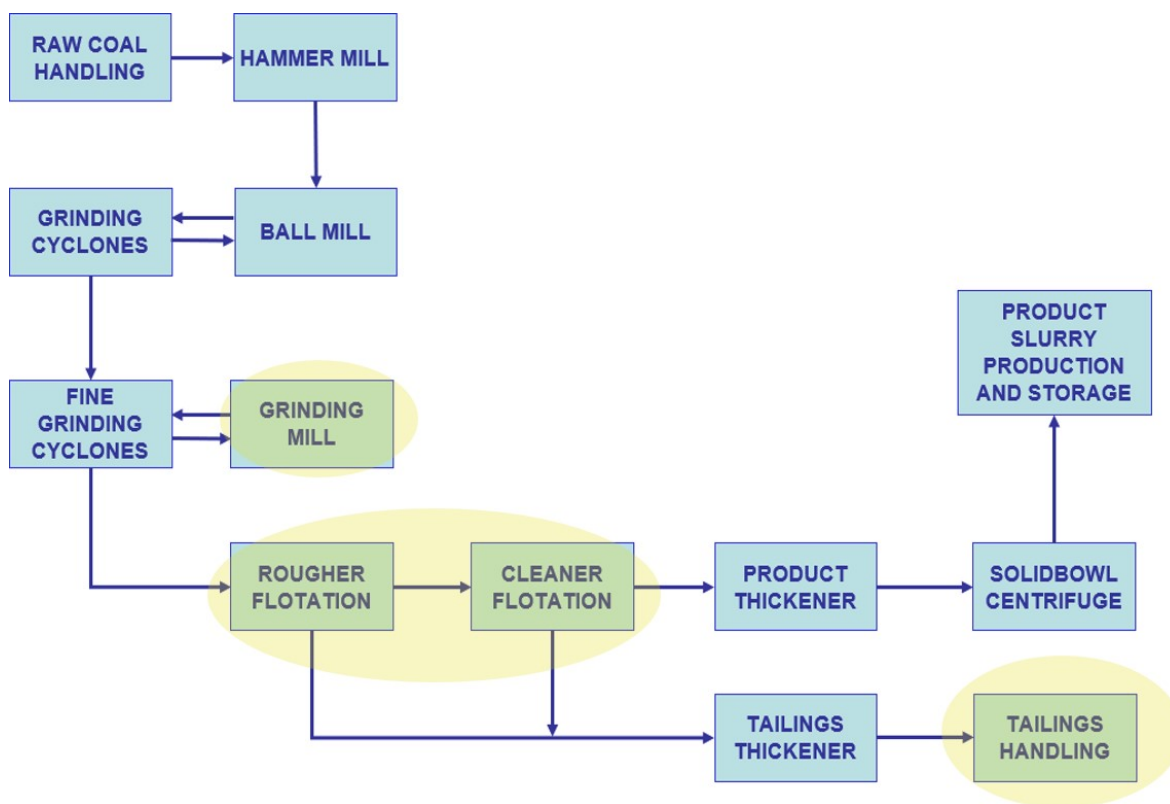 RAW COAL
HANDLING
HAMMER MILL
GRINDING
CYCLONES
BALL MILL
PRODUCT
SLURRY
PRODUCTION
AND STORAGE
FINE
GRINDING
CYCLONES
GRINDING
MILL
ROUGHER
FLOTATION
CLEANER
FLOTATION
PRODUCT
THICKENER
SOLIDBOWL
CENTRIFUGE
TAILINGS
THICKENER
TAILINGS
HANDLING